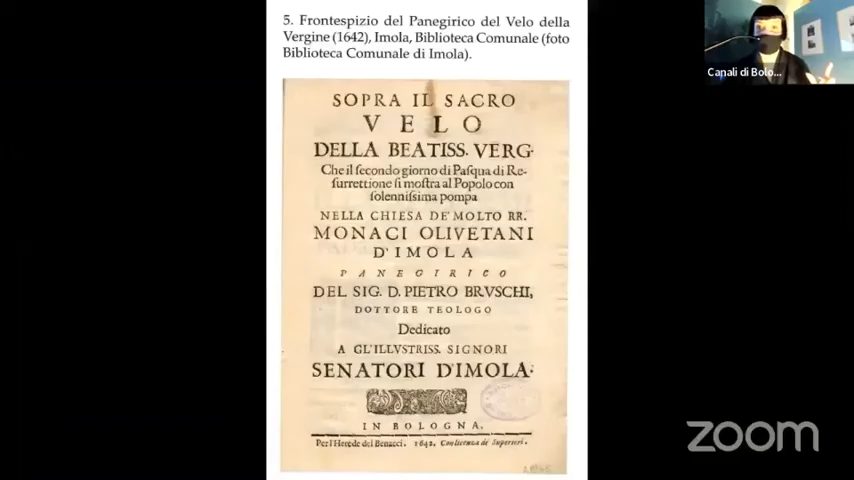 5. Frontespizio del Panegirico del Velo della
Vergine (1642), Imola, Biblioteca Comunale (foto
Biblioteca Comunale di Imola).
SOPRA IL SACRO
VELO
DELLA BEATISS. VERG.
Che il secondo giorno di Pasqua di Re-
surrettione si mostra al Popolo con
solennissima pompa
NELLA CHIESA DE' MOLTO RR.
MONACI OLIVETANI
D'IMOLA
PANEGIRICO
DEL SIG. D. PIETRO BRVSCHI,
DOTTORE TEOLOGO
Dedicato
A GL'ILLVSTRISS. SIGNORI
SENATORI D'IMOLA.
IN BOLOGNA,
Per l'Herede del Benacci. 1642. Con licenza de' Superiori.
Canali di Bolo...
zoom